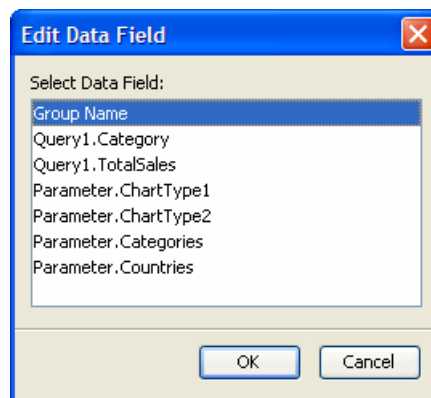 Edit Data Field
Select Data Field:
Group Name
Query1.Category
Query1.TotalSales
Parameter.ChartType1
Parameter.ChartType2
Parameter.Categories
Parameter.Countries
OK Cancel